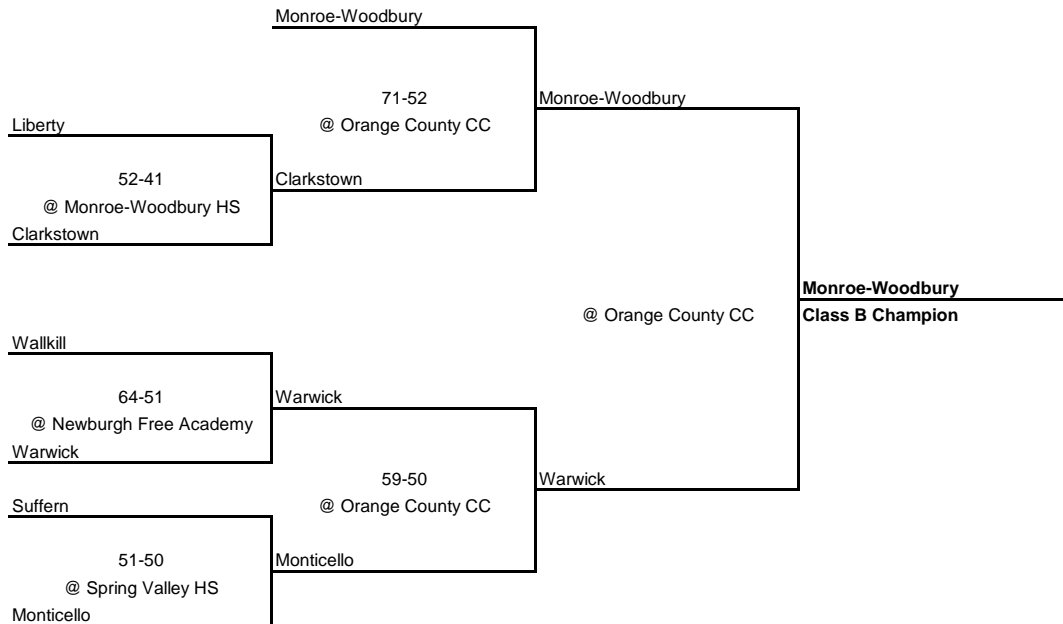 Monroe-Woodbury
71-52
Monroe-Woodbury
Liberty
@ Orange County CC
52-41
Clarkstown
@ Monroe-Woodbury HS
Clarkstown
Monroe-Woodbury
@ Orange County CC
Class B Champion
Wallkill
64-51
Warwick
@ Newburgh Free Academy
Warwick
59-50
Warwick
Suffern
@ Orange County CC
51-50
Monticello
@ Spring Valley HS
Monticello